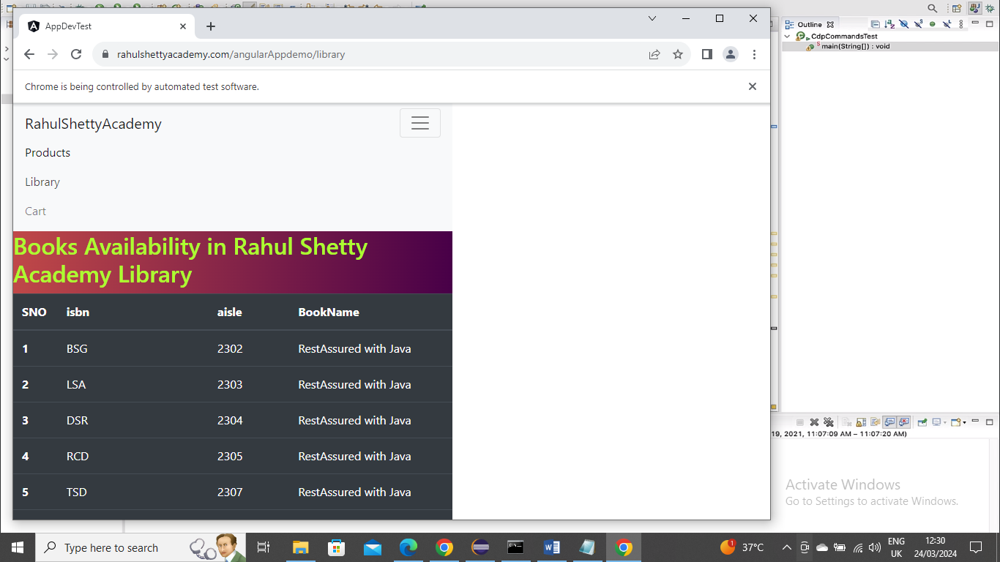 AppDevTest
rahulshettyacademy.com/angularAppdemo/library
Chrome is being controlled by automated test software.
RahulShettyAcademy
Products
Library
Cart
Books Availability in Rahul Shetty
Academy Library
SNO isbn aisle BookName
1 BSG 2302 RestAssured with Java
2 LSA 2303 RestAssured with Java
3 DSR 2304 RestAssured with Java
4 RCD 2305 RestAssured with Java
5 TSD 2307 RestAssured with Java
Outline
CdpCommandsTest
main(String[]) : void
19, 2021, 11:07:09 AM – 11:07:20 AM)
Activate Windows
Go to Settings to activate Windows.
Type here to search
1 37°C
ENG
UK
12:30
24/03/2024